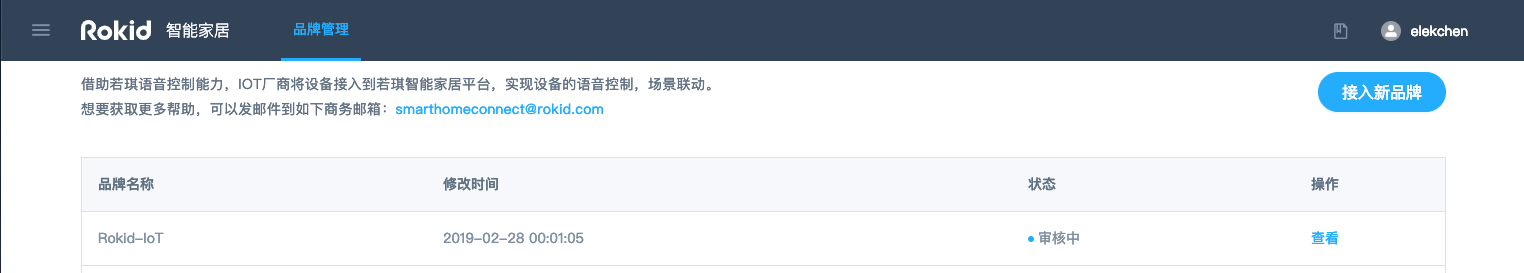 Rokid 智能家居 品牌管理 elekchen
借助若琪语音控制能力，IOT厂商将设备接入到若琪智能家居平台，实现设备的语音控制，场景联动。
接入新品牌
想要获取更多帮助，可以发邮件到如下商务邮箱：smarthomeconnect@rokid.com
品牌名称 修改时间 状态 操作
Rokid-IoT 2019-02-28 00:01:05 审核中 查看